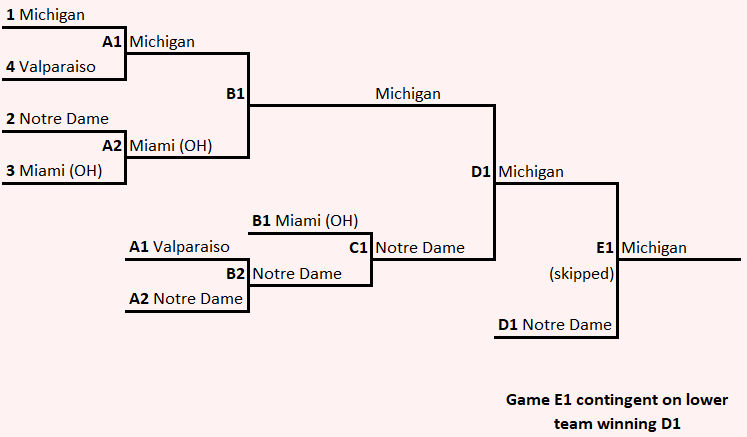 1 Michigan
A1 Michigan
4 Valparaiso
B1 Michigan
2 Notre Dame
A2 Miami (OH)
3 Miami (OH)
D1 Michigan
B1 Miami (OH)
A1 Valparaiso
C1 Notre Dame
E1 Michigan
B2 Notre Dame
(skipped)
A2 Notre Dame
D1 Notre Dame
Game E1 contingent on lower
team winning D1